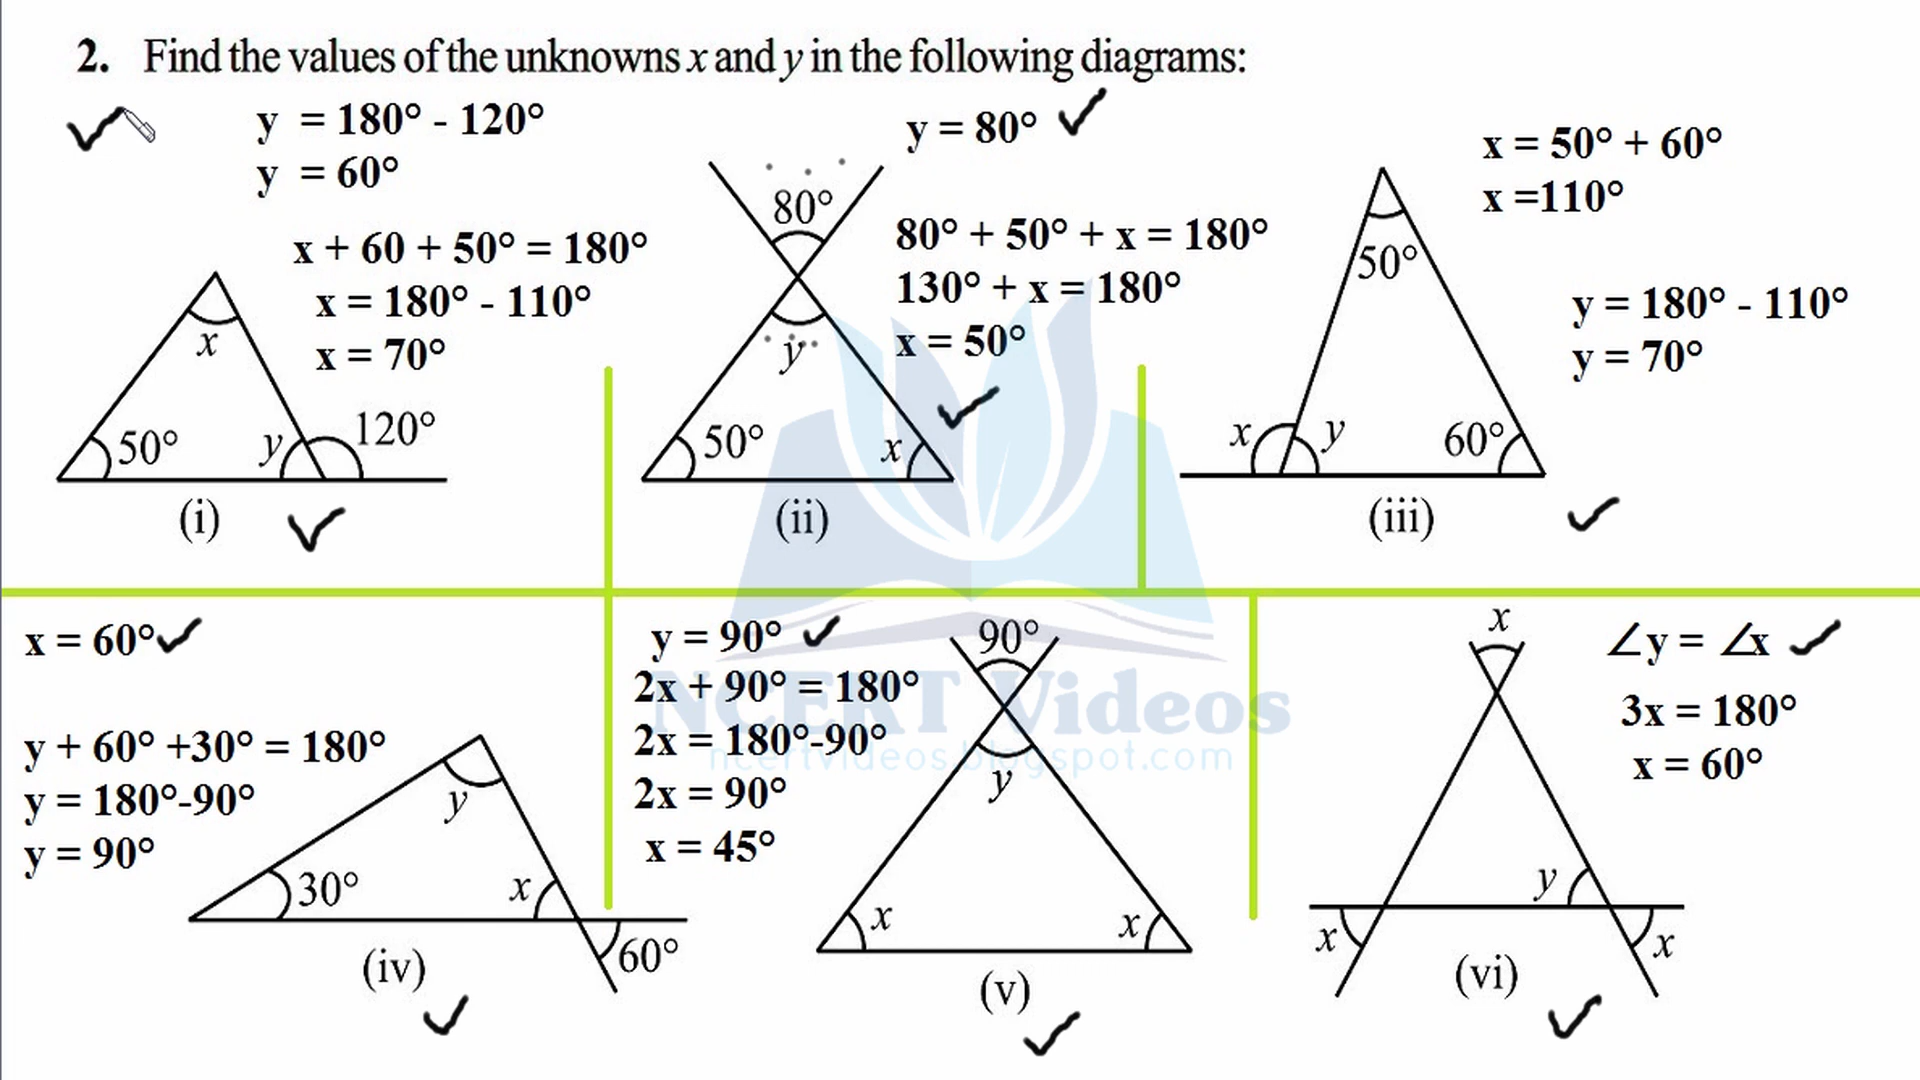 2. Find the values of the unknowns x and y in the following diagrams:
y = 180° - 120°
y = 60°
x + 60 + 50° = 180°
x = 180° - 110°
x = 70°
x
50°
y
120°
(i)
y = 80°
80°
80° + 50° + x = 180°
130° + x = 180°
x = 50°
y
50°
x
(ii)
x = 50° + 60°
x =110°
50°
y = 180° - 110°
y = 70°
x
y
60°
(iii)
x = 60°
y + 60° +30° = 180°
y = 180°-90°
y = 90°
y
30°
x
60°
(iv)
y = 90°
2x + 90° = 180°
2x = 180°-90°
2x = 90°
x = 45°
90°
y
x
x
(v)
x
∠y = ∠x
3x = 180°
x = 60°
y
x
x
(vi)
NCERT Videos
ncertvideos.blogspot.com